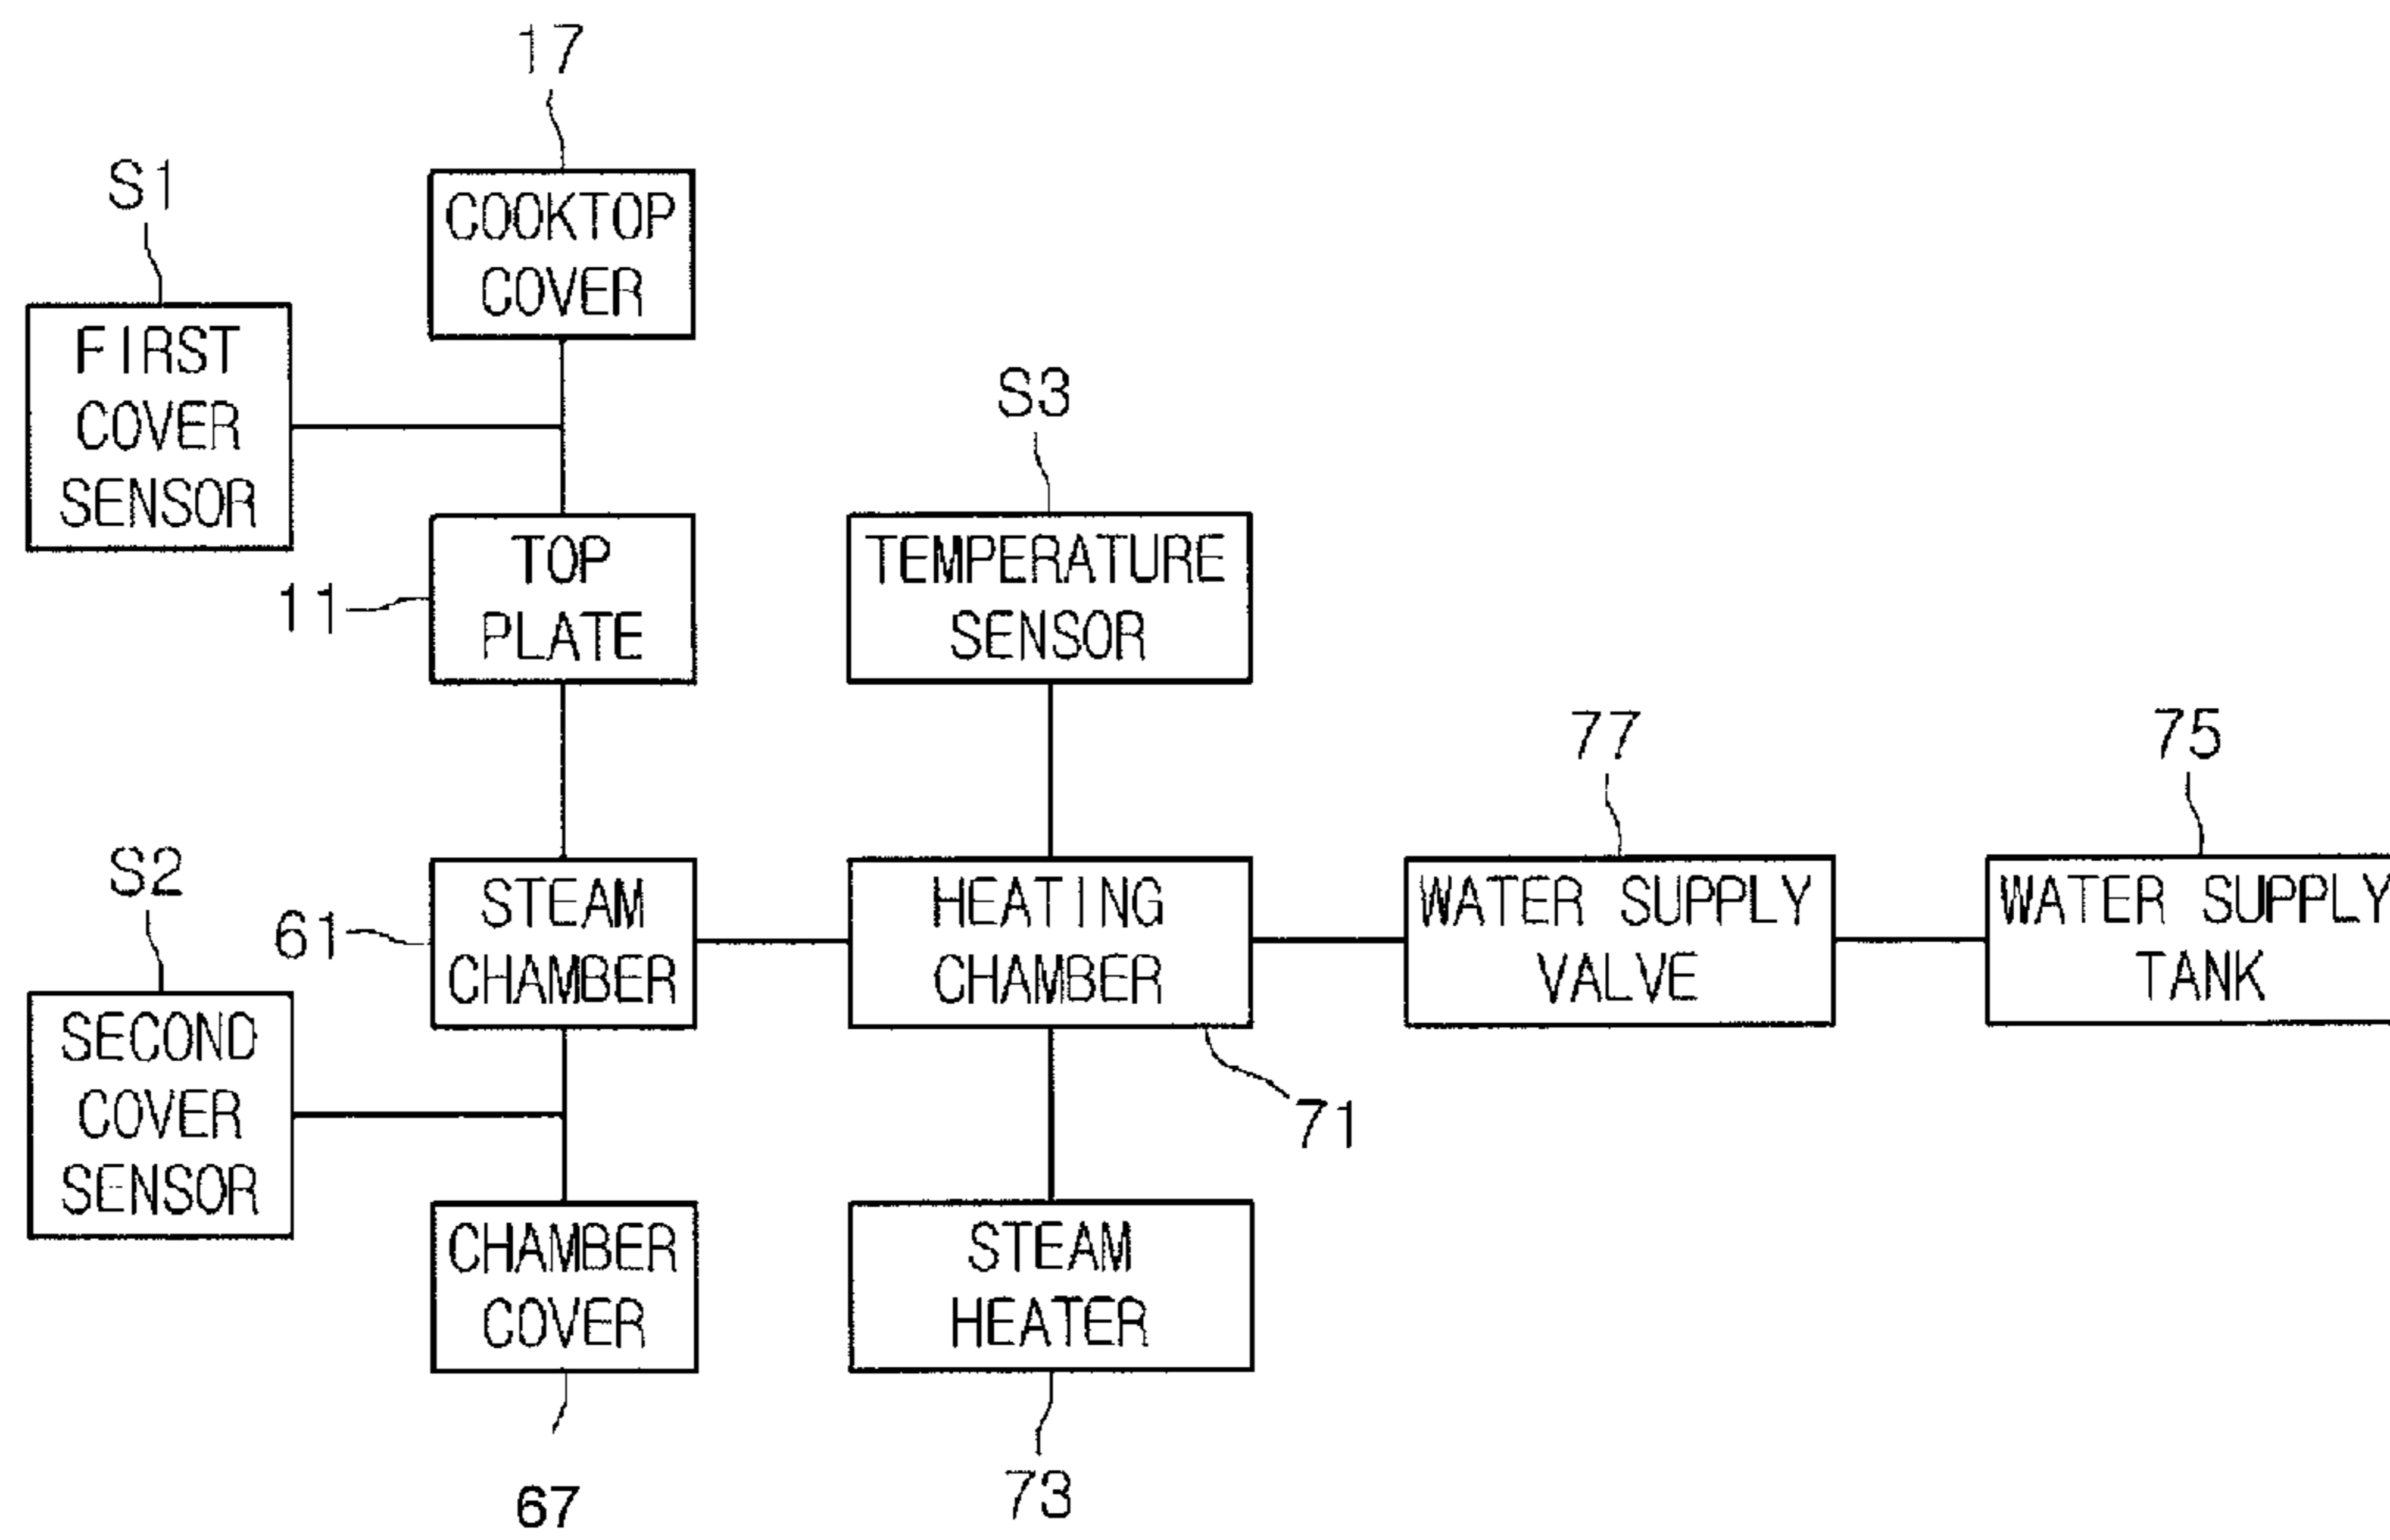 17
S1
COOKTOP
COVER
FIRST
COVER
SENSOR
S3
11
TOP
PLATE
TEMPERATURE
SENSOR
77
75
S2
61
STEAM
CHAMBER
HEATING
CHAMBER
WATER SUPPLY
VALVE
WATER SUPPLY
TANK
SECOND
COVER
SENSOR
71
CHAMBER
COVER
STEAM
HEATER
67
73